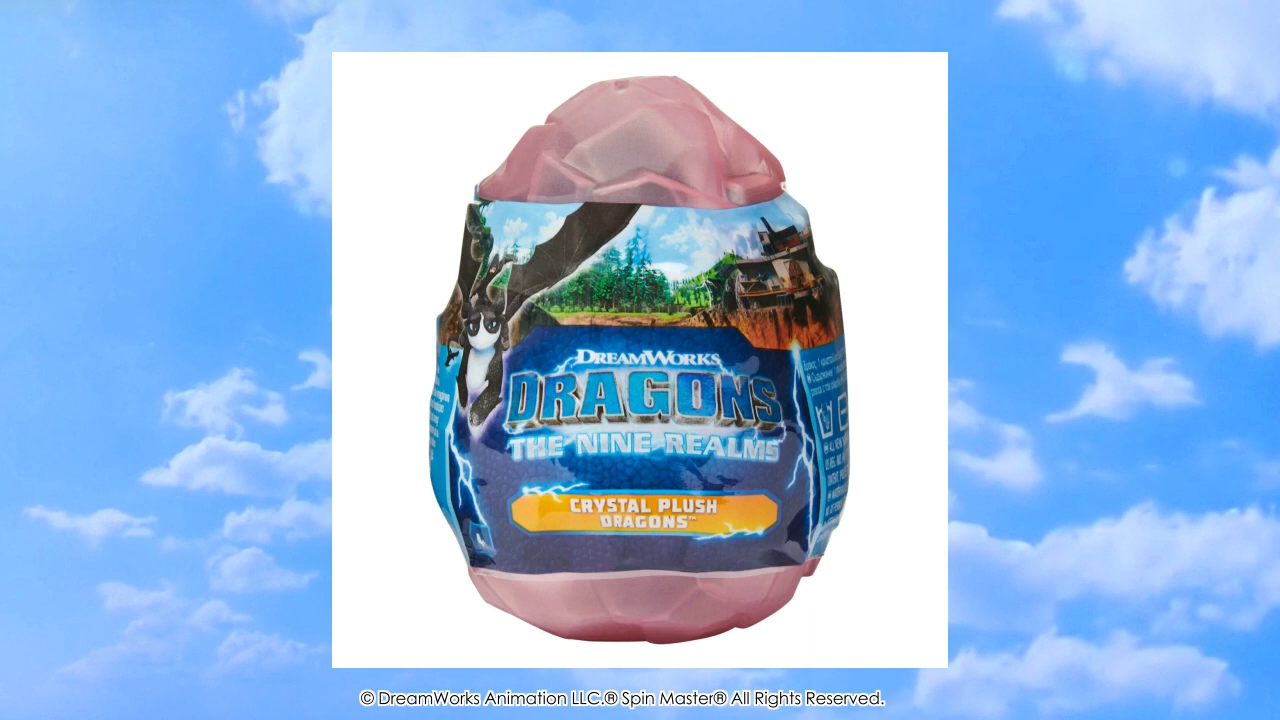 DREAMWORKS
DRAGONS
THE NINE REALMS
CRYSTAL PLUSH
DRAGONS™
© DreamWorks Animation LLC.® Spin Master® All Rights Reserved.